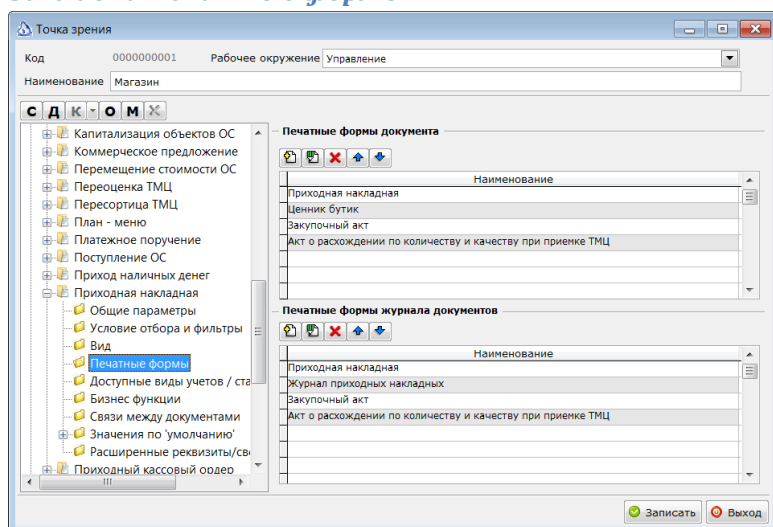 Точка зрения
Код 0000000001 Рабочее окружение Управление
Наименование Магазин
С Д К О М
Капитализация объектов ОС
Коммерческое предложение
Перемещение стоимости ОС
Переоценка ТМЦ
Пересортица ТМЦ
План - меню
Платежное поручение
Поступление ОС
Приход наличных денег
Приходная накладная
Общие параметры
Условие отбора и фильтры
Вид
Печатные формы
Доступные виды учетов / ста
Бизнес функции
Связи между документами
Значения по 'умолчанию'
Расширенные реквизиты/сво
Приходный кассовый ордер
Печатные формы документа
Наименование
Приходная накладная
Ценник бутик
Закупочный акт
Акт о расхождении по количеству и качеству при приемке ТМЦ
Печатные формы журнала документов
Наименование
Приходная накладная
Журнал приходных накладных
Закупочный акт
Акт о расхождении по количеству и качеству при приемке ТМЦ
Записать Выход